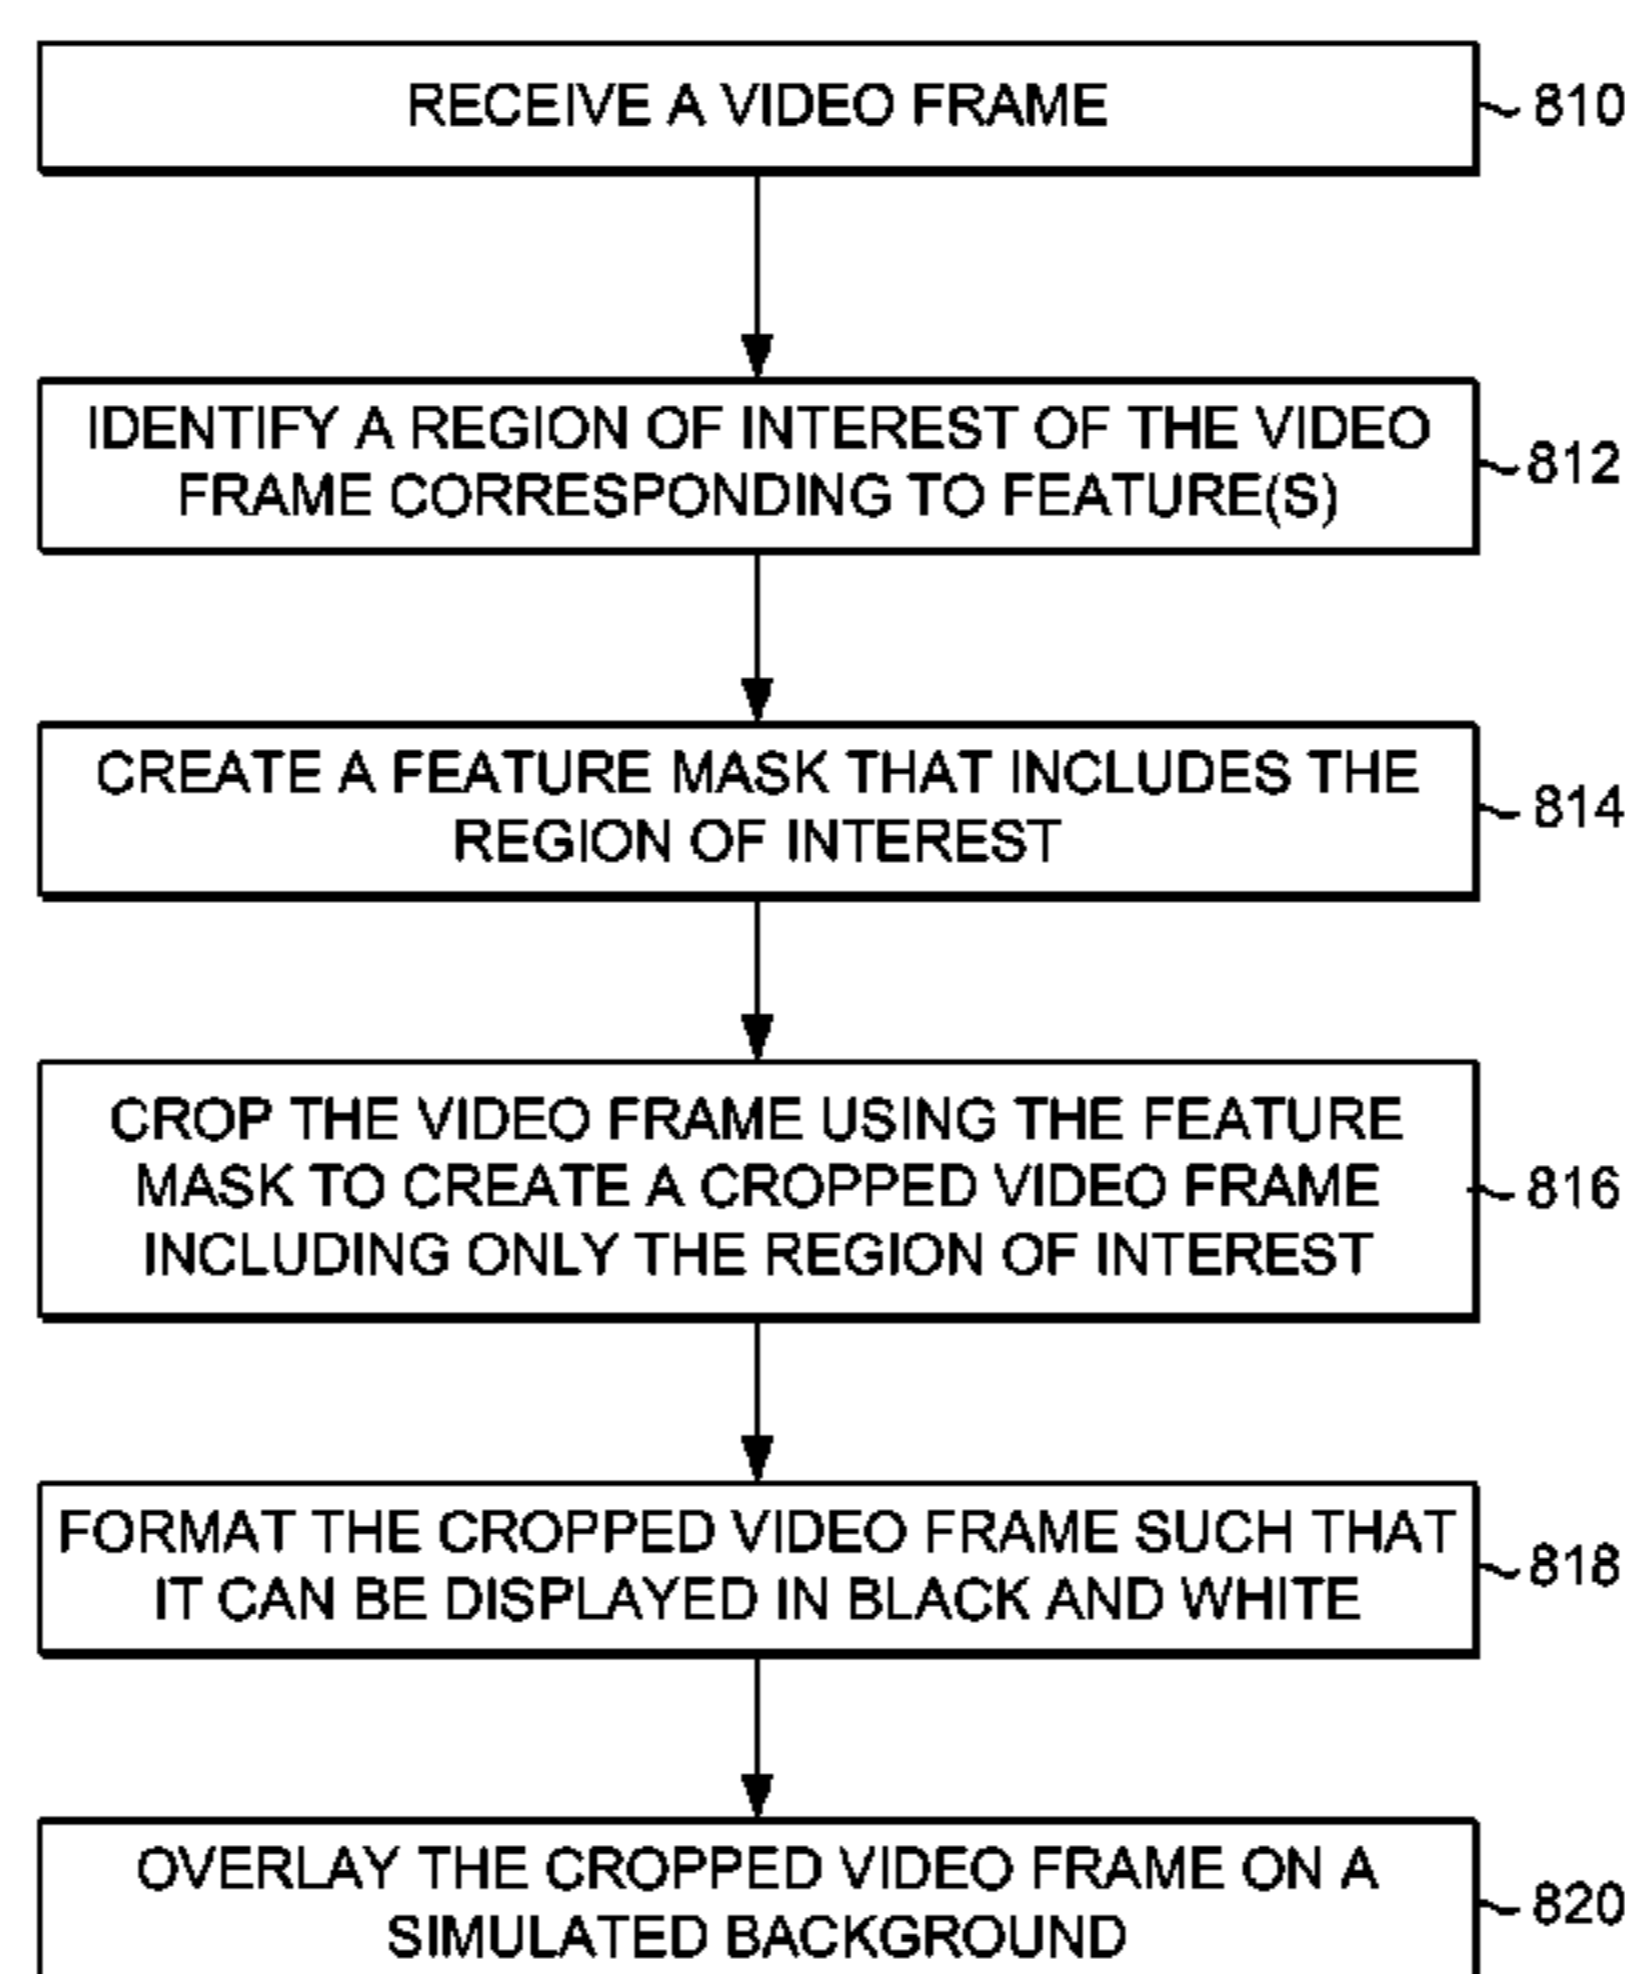 RECEIVE A VIDEO FRAME
810
IDENTIFY A REGION OF INTEREST OF THE VIDEO
FRAME CORRESPONDING TO FEATURE(S)
812
CREATE A FEATURE MASK THAT INCLUDES THE
REGION OF INTEREST
814
CROP THE VIDEO FRAME USING THE FEATURE
MASK TO CREATE A CROPPED VIDEO FRAME
INCLUDING ONLY THE REGION OF INTEREST
816
FORMAT THE CROPPED VIDEO FRAME SUCH THAT
IT CAN BE DISPLAYED IN BLACK AND WHITE
818
OVERLAY THE CROPPED VIDEO FRAME ON A
SIMULATED BACKGROUND
820